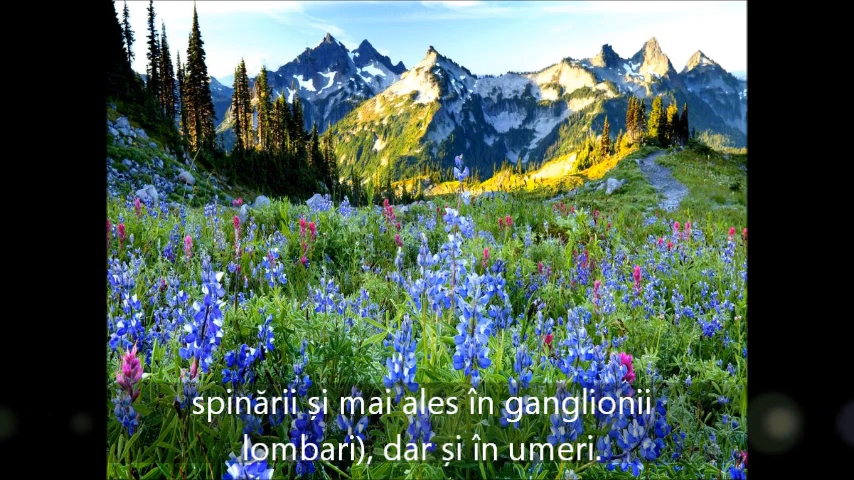 spinării și mai ales în ganglionii
lombari), dar și în umeri.